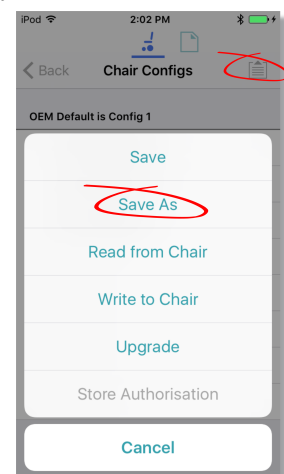 iPod 2:02 PM
Back Chair Configs
OEM Default is Config 1
Save
Save As
Read from Chair
Write to Chair
Upgrade
Store Authorisation
Cancel